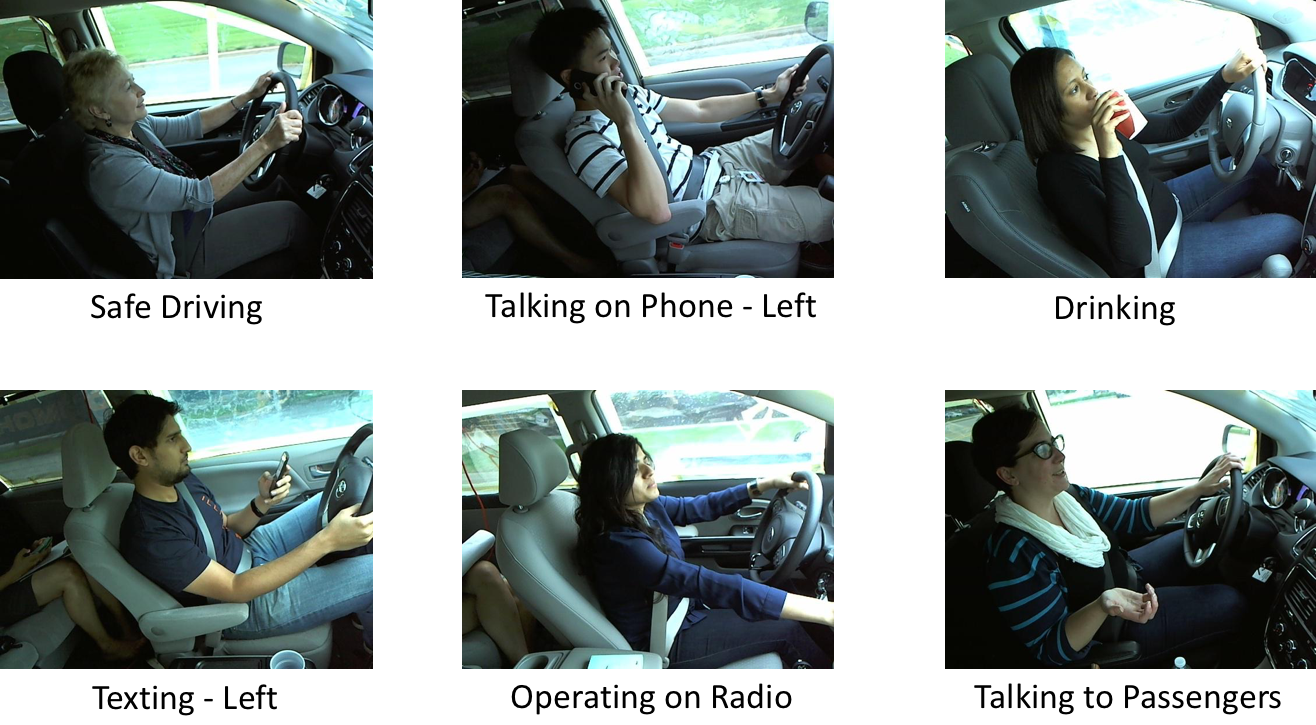 Safe Driving
Talking on Phone - Left
Drinking
Texting - Left
Operating on Radio
Talking to Passengers